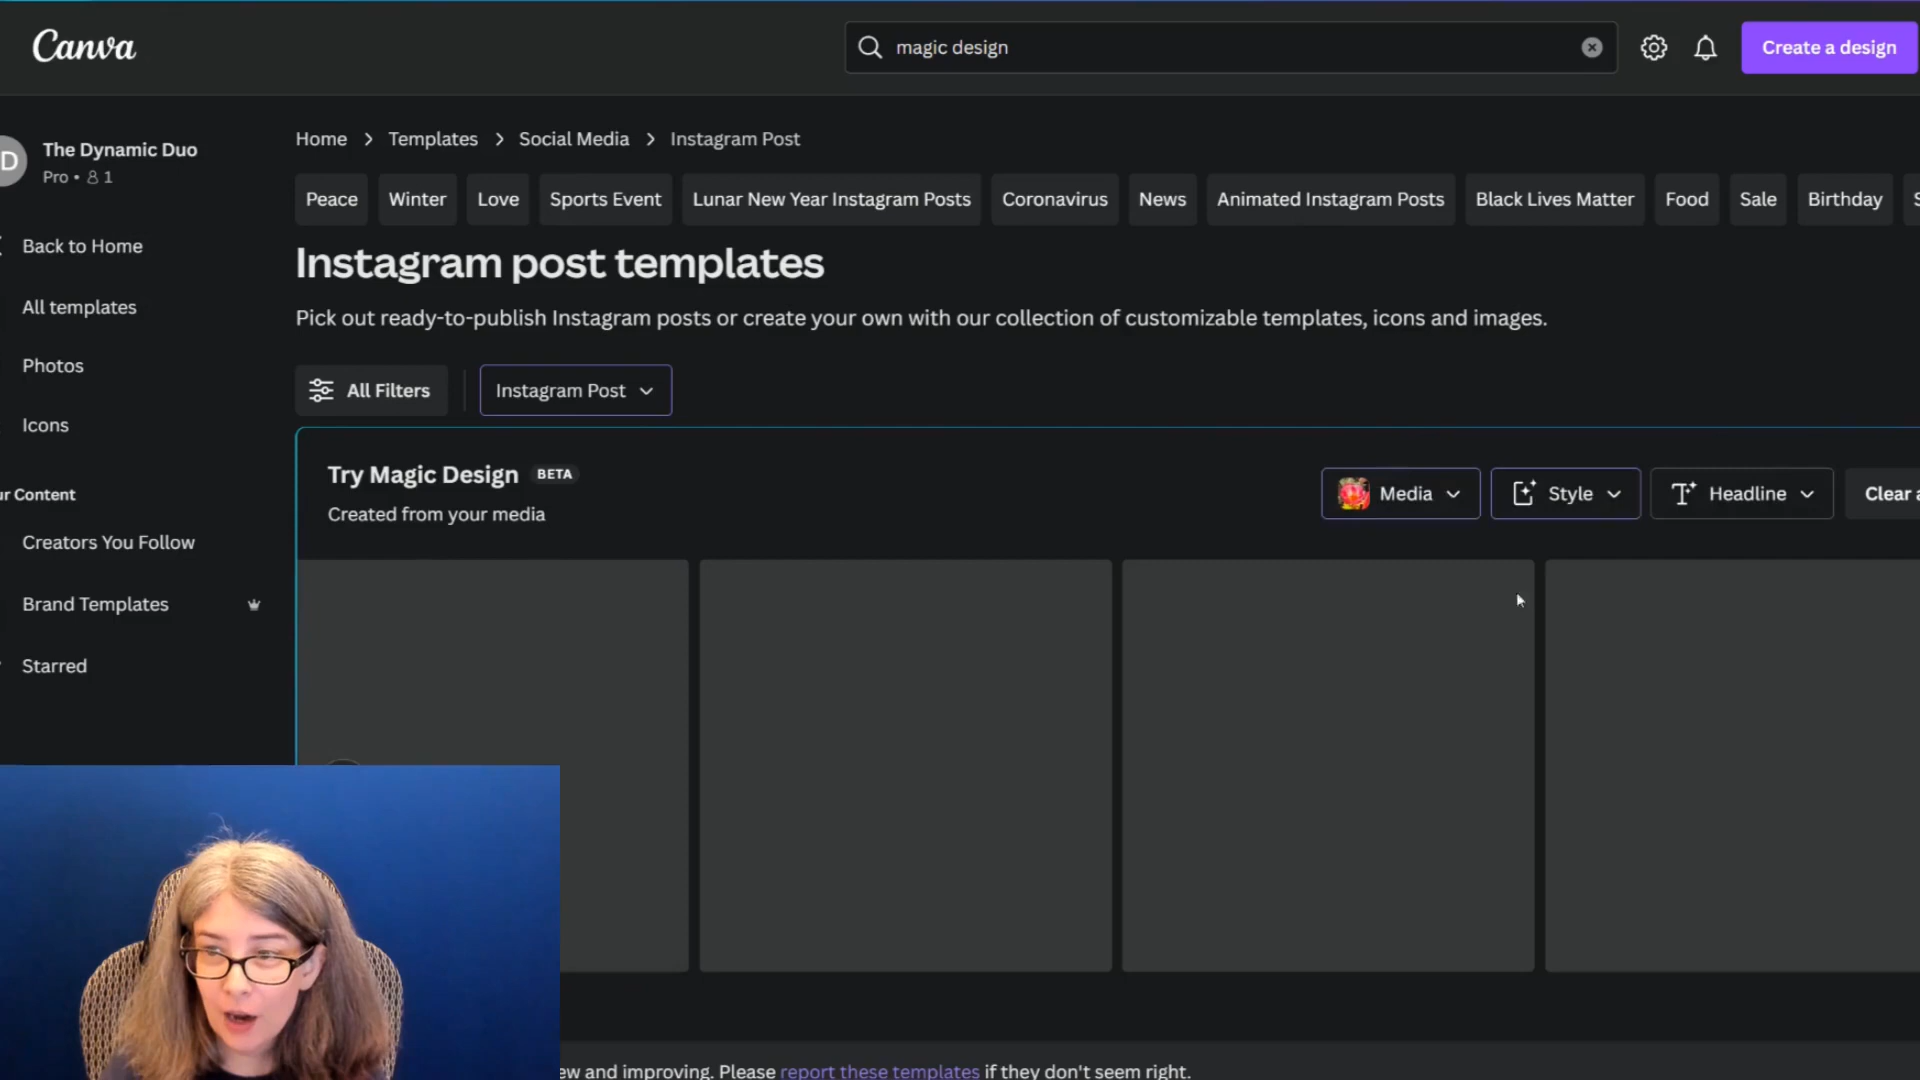 Canva
magic design
Create a design
D
The Dynamic Duo
Pro • 1
Home > Templates > Social Media > Instagram Post
Peace Winter Love Sports Event Lunar New Year Instagram Posts Coronavirus News Animated Instagram Posts Black Lives Matter Food Sale Birthday S
Back to Home
Instagram post templates
All templates
Pick out ready-to-publish Instagram posts or create your own with our collection of customizable templates, icons and images.
Photos
All Filters
Instagram Post
Icons
Try Magic Design BETA
Media Style Headline Clear
Created from your media
r Content
Creators You Follow
Brand Templates
Starred
ew and improving. Please report these templates if they don't seem right.